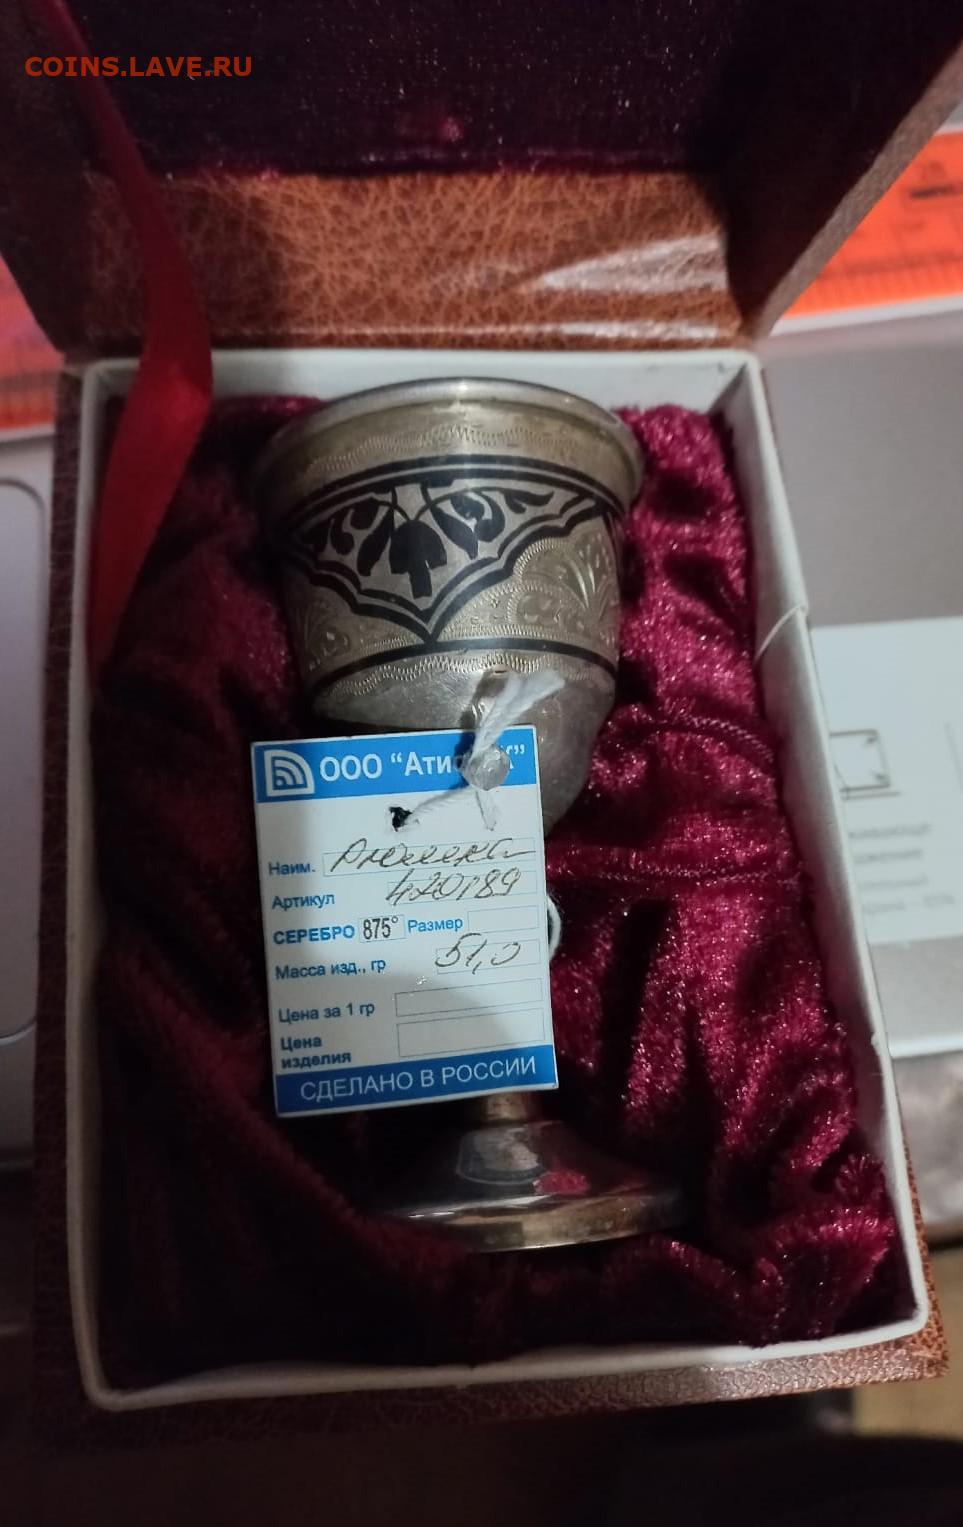 COINS.LAVE.RU
ООО “Ати
Наим. Рюмка
Артикул 420189
СЕРЕБРО 875° Размер
Масса изд., гр 51,0
Цена за 1 гр
Цена
изделия
СДЕЛАНО В РОССИИ